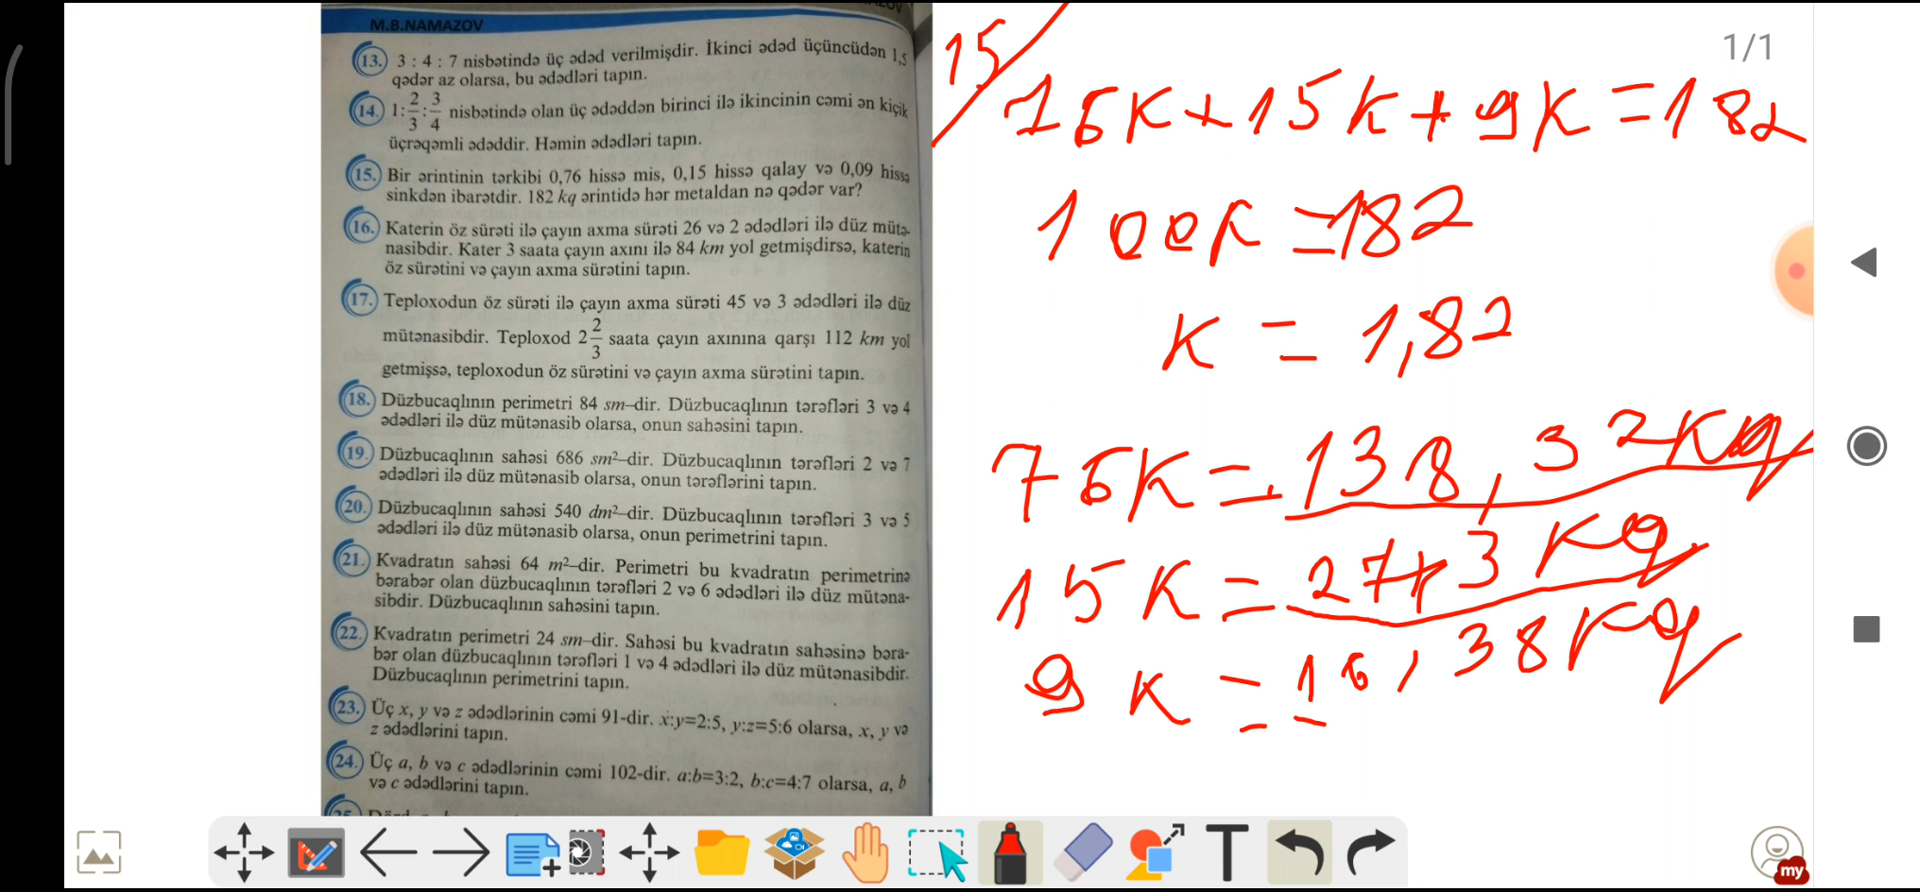 M.B.NAMAZOV
13. 3 : 4 : 7 nisbətində üç ədəd verilmişdir. İkinci ədəd üçüncüdən 1,5
qədər az olarsa, bu ədədləri tapın.
14. 1:2/3:3/4 nisbətində olan üç ədəddən birinci ilə ikincinin cəmi ən kiçik
üçrəqəmli ədəddir. Həmin ədədləri tapın.
15. Bir ərintinin tərkibi 0,76 hissə mis, 0,15 hissə qalay və 0,09 hissə
sinkdən ibarətdir. 182 kq ərintidə hər metaldan nə qədər var?
16. Katerin öz sürəti ilə çayın axma sürəti 26 və 2 ədədləri ilə düz mütə-
nasibdir. Kater 3 saata çayın axını ilə 84 km yol getmişdirsə, katerin
öz sürətini və çayın axma sürətini tapın.
17. Teploxodun öz sürəti ilə çayın axma sürəti 45 və 3 ədədləri ilə düz
mütənasibdir. Teploxod 2 2/3 saata çayın axınına qarşı 112 km yol
getmişsə, teploxodun öz sürətini və çayın axma sürətini tapın.
18. Düzbucaqlının perimetri 84 sm–dir. Düzbucaqlının tərəfləri 3 və 4
ədədləri ilə düz mütənasib olarsa, onun sahəsini tapın.
19. Düzbucaqlının sahəsi 686 sm²–dir. Düzbucaqlının tərəfləri 2 və 7
ədədləri ilə düz mütənasib olarsa, onun tərəflərini tapın.
20. Düzbucaqlının sahəsi 540 dm²–dir. Düzbucaqlının tərəfləri 3 və 5
ədədləri ilə düz mütənasib olarsa, onun perimetrini tapın.
21. Kvadratın sahəsi 64 m²–dir. Perimetri bu kvadratın perimetrinə
bərabər olan düzbucaqlının tərəfləri 2 və 6 ədədləri ilə düz mütəna-
sibdir. Düzbucaqlının sahəsini tapın.
22. Kvadratın perimetri 24 sm–dir. Sahəsi bu kvadratın sahəsinə bəra-
bər olan düzbucaqlının tərəfləri 1 və 4 ədədləri ilə düz mütənasibdir.
Düzbucaqlının perimetrini tapın.
23. Üç x, y və z ədədlərinin cəmi 91-dir. x:y=2:5, y:z=5:6 olarsa, x, y və
z ədədlərini tapın.
24. Üç a, b və c ədədlərinin cəmi 102-dir. a:b=3:2, b:c=4:7 olarsa, a, b
və c ədədlərini tapın.
15
1/1
76K+15K+9K=182
100K=182
K=1,82
76K=138,32Kq
15K=27,3Kq
9K=16,38Kq
T
my